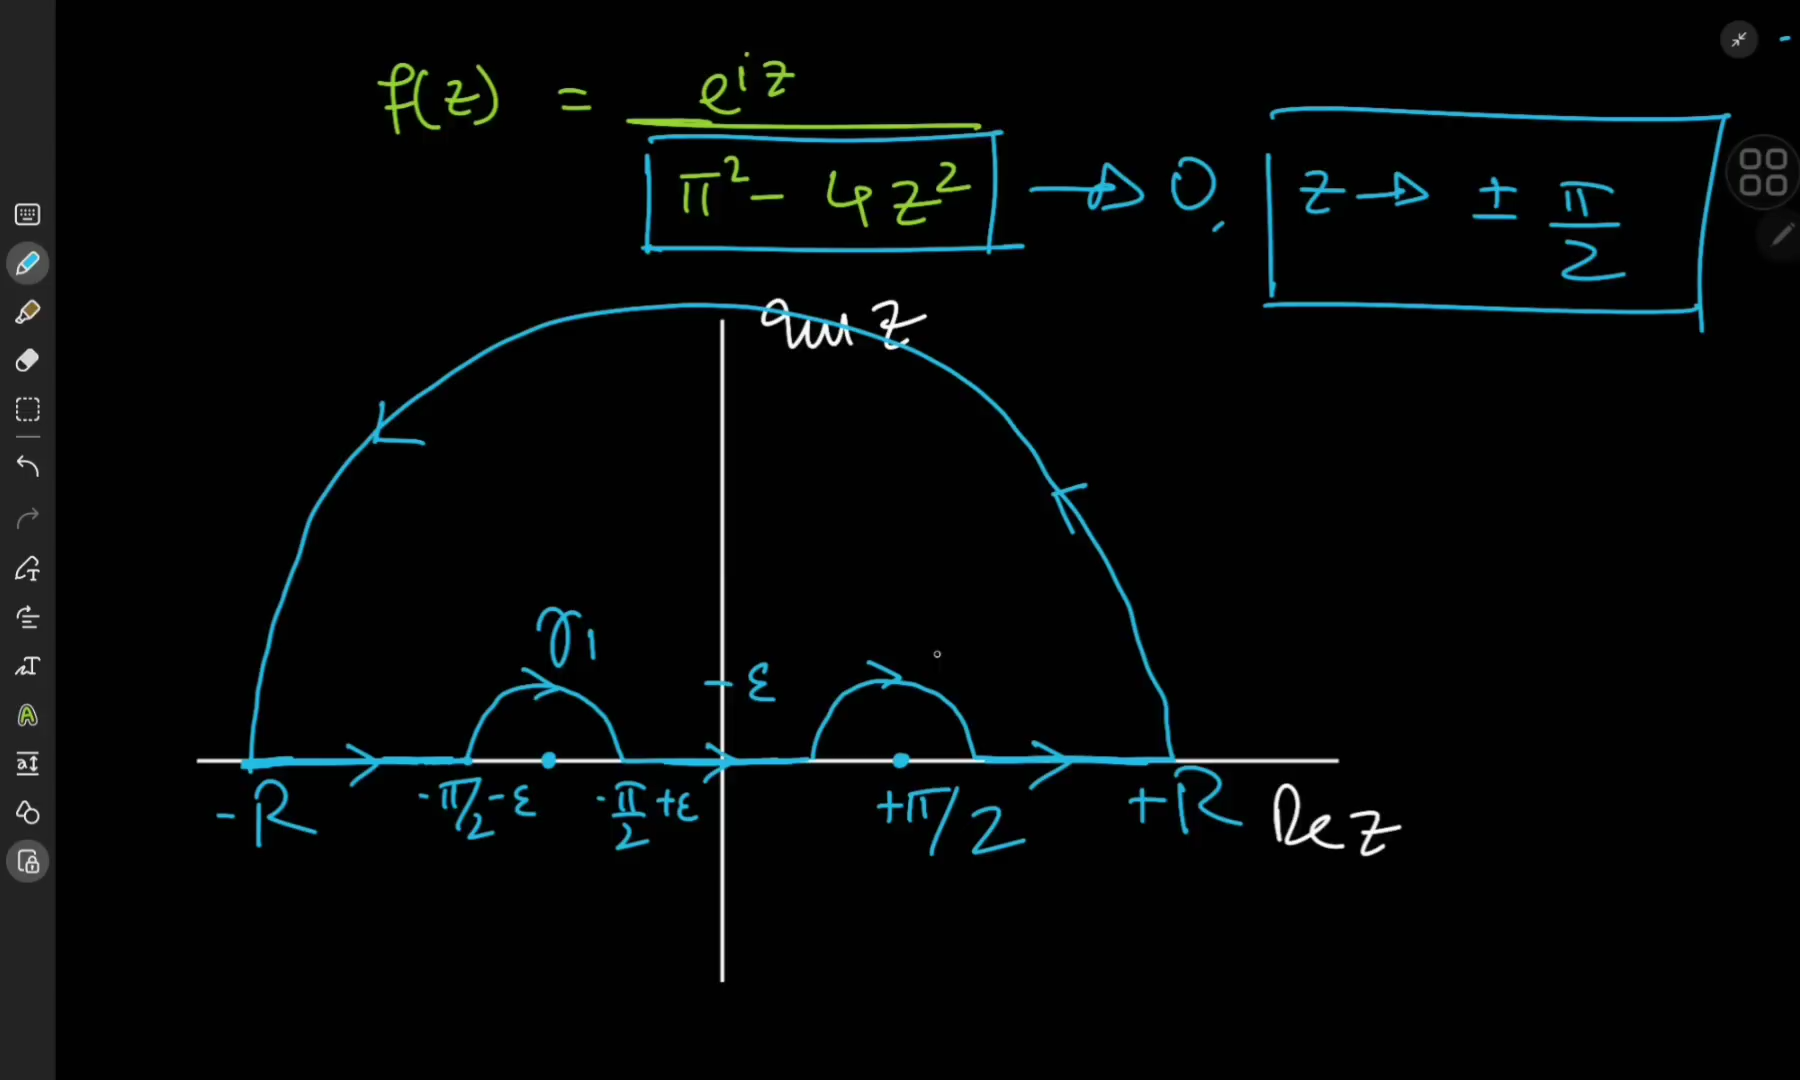 f(z) = e^{iz} / (π² - 4z²) → 0, z → ± π/2
Im z
γ₁
- ε
-R
-π/2 - ε
-π/2 + ε
+π/2
+R
Re z